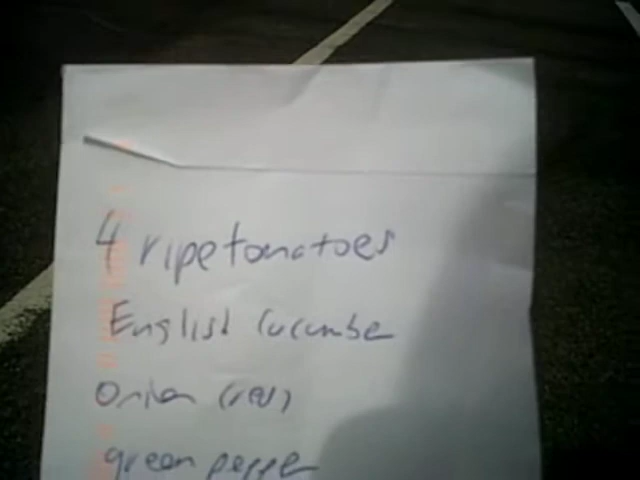 4 ripe tomatoes
English cucumber
Onion (red)
green pepper